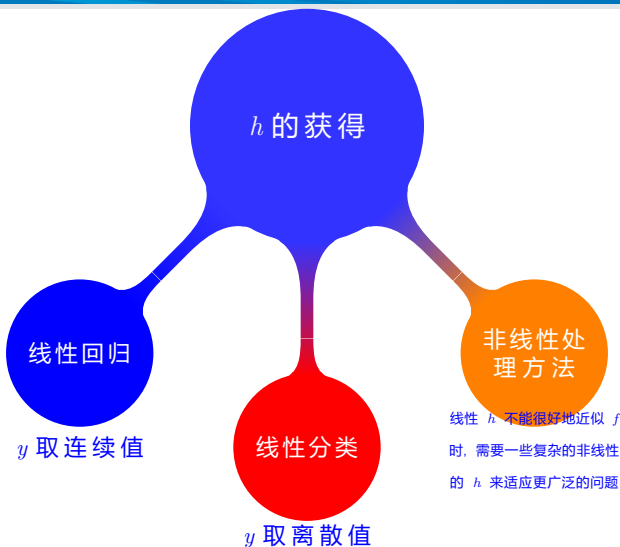 h 的获得
线性回归
y 取连续值
线性分类
y 取离散值
非线性处
理方法
线性 h 不能很好地近似 f
时, 需要一些复杂的非线性
的 h 来适应更广泛的问题